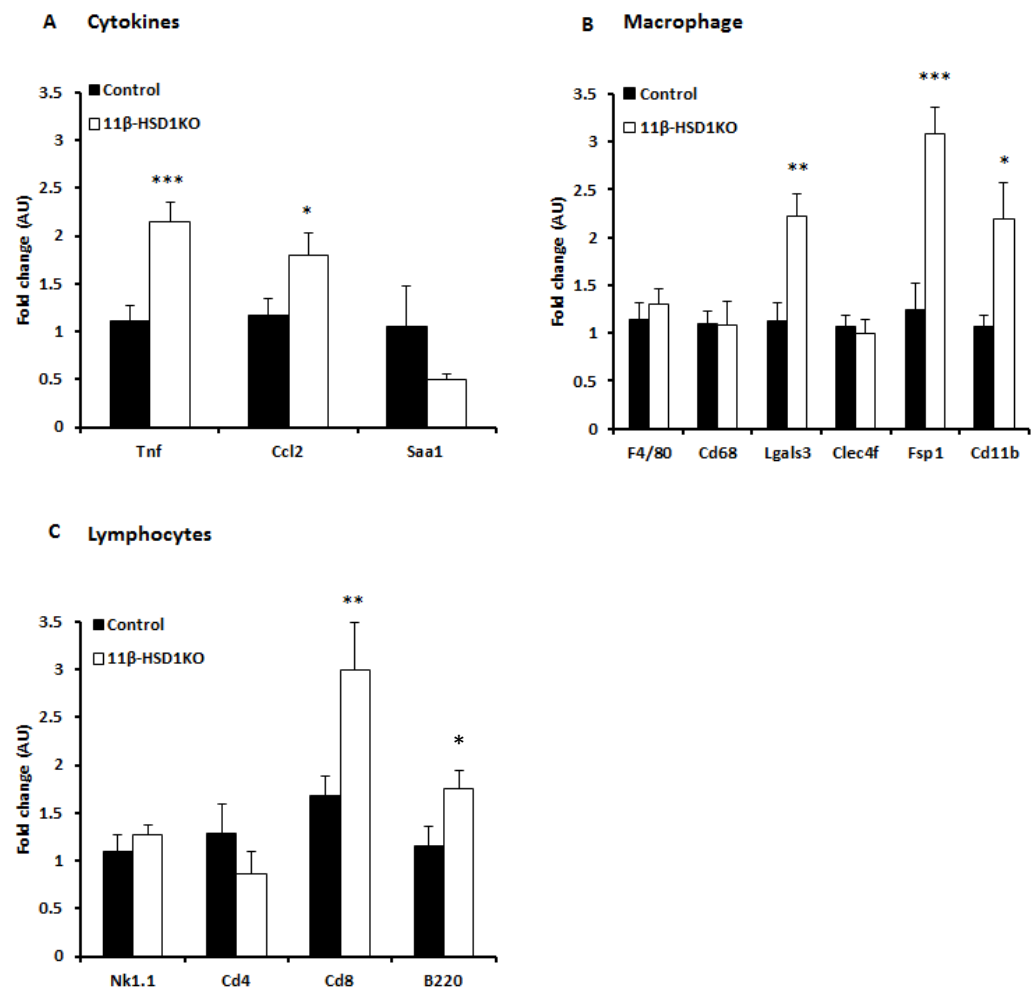 A Cytokines
Control
11β-HSD1KO
Fold change (AU)
3.5
3
2.5
2
1.5
1
0.5
0
***
*
Tnf Ccl2 Saa1
B Macrophage
Control
11β-HSD1KO
Fold change (AU)
3.5
3
2.5
2
1.5
1
0.5
0
**
***
*
F4/80 Cd68 Lgals3 Clec4f Fsp1 Cd11b
C Lymphocytes
Control
11β-HSD1KO
Fold change (AU)
3.5
3
2.5
2
1.5
1
0.5
0
**
*
Nk1.1 Cd4 Cd8 B220